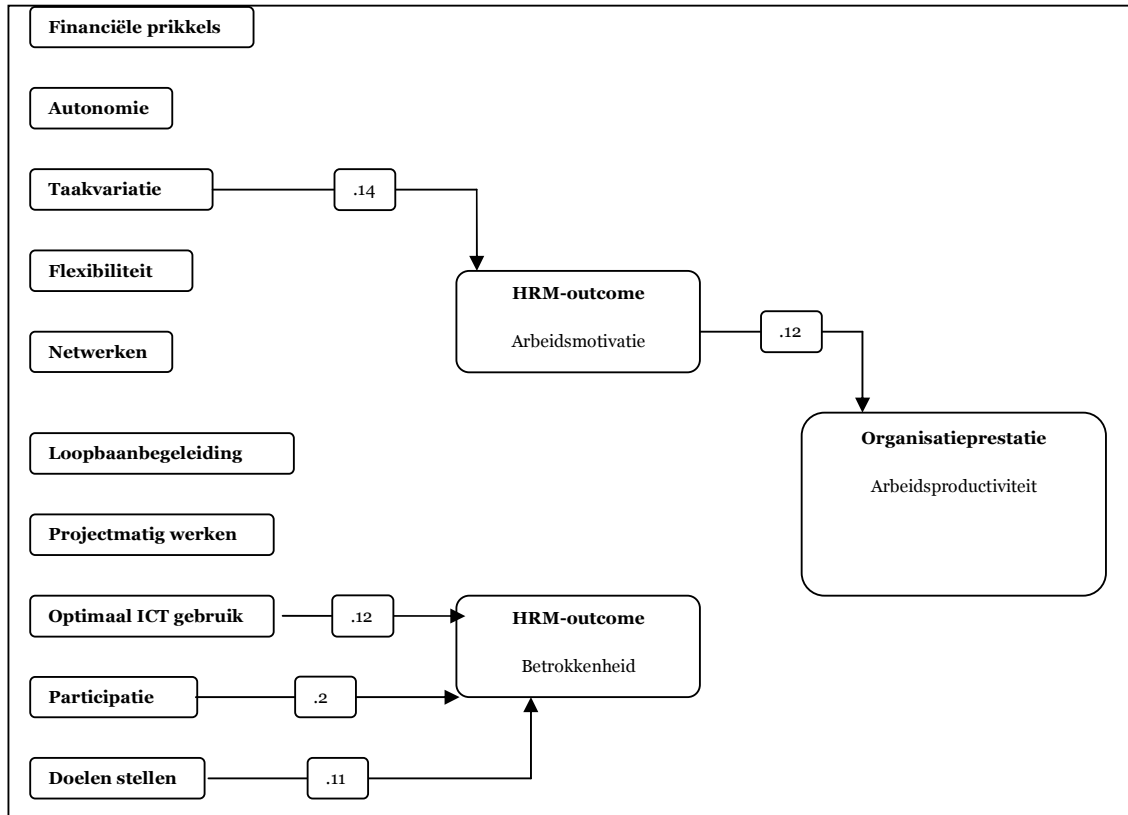 Financiële prikkels
Autonomie
Taakvariatie
.14
Flexibiliteit
HRM-outcome
Arbeidsmotivatie
.12
Netwerken
Organisatieprestatie
Arbeidsproductiviteit
Loopbaanbegeleiding
Projectmatig werken
Optimaal ICT gebruik
.12
HRM-outcome
Betrokkenheid
Participatie
.2
Doelen stellen
.11